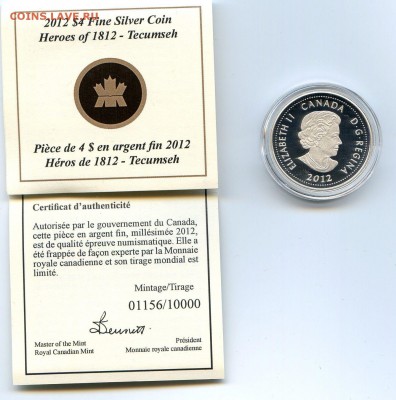 COINS.LAVE.RU
2012 $4 Fine Silver Coin
Heroes of 1812 - Tecumseh
Pièce de 4 $ en argent fin 2012
Héros de 1812 - Tecumseh
ELIZABETH II CANADA D·G·REGINA
2012
Certificat d'authenticité
Autorisée par le gouvernement du Canada,
cette pièce en argent fin, millésimée 2012,
est de qualité épreuve numismatique. Elle a
été frappée de façon experte par la Monnaie
royale canadienne et son tirage mondial est
limité.
Mintage/Tirage
01156/10000
Master of the Mint
Royal Canadian Mint
Président
Monnaie royale canadienne